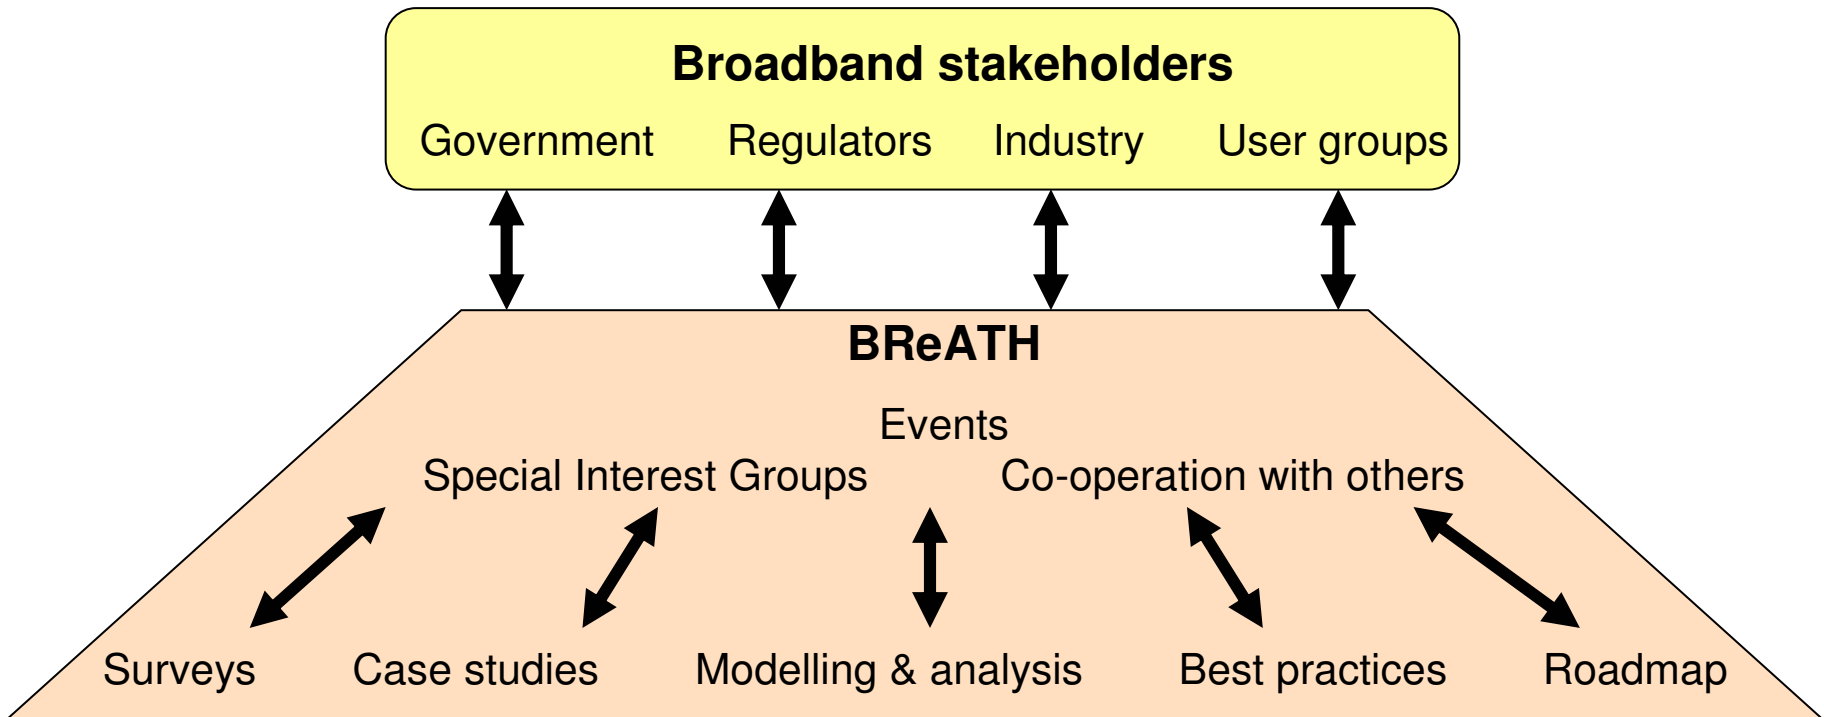 Broadband stakeholders
Government Regulators Industry User groups
BReATH
Events
Special Interest Groups Co-operation with others
Surveys Case studies Modelling & analysis Best practices Roadmap